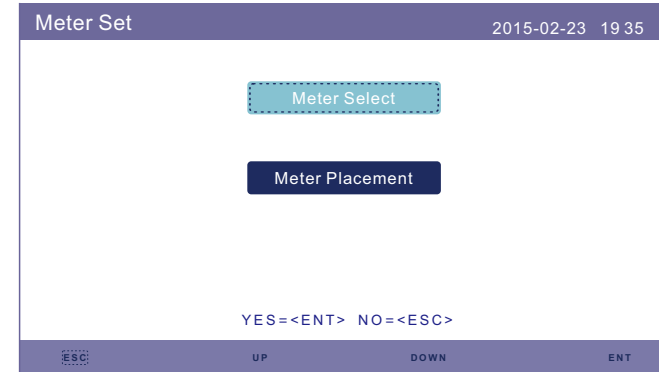 Meter Set 2015-02-23 19 35
Meter Select
Meter Placement
YES=<ENT> NO=<ESC>
ESC UP DOWN ENT